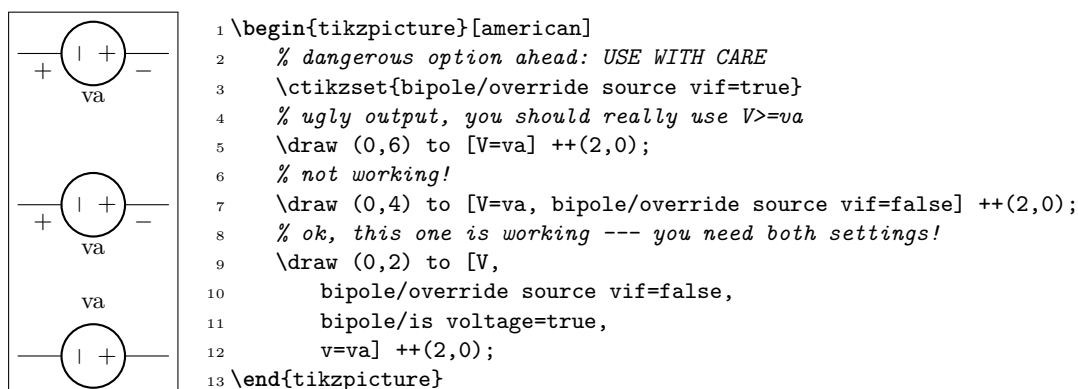 + −
va
+ −
va
va
1 \begin{tikzpicture}[american]
2 % dangerous option ahead: USE WITH CARE
3 \ctikzset{bipole/override source vif=true}
4 % ugly output, you should really use V>=va
5 \draw (0,6) to [V=va] ++(2,0);
6 % not working!
7 \draw (0,4) to [V=va, bipole/override source vif=false] ++(2,0);
8 % ok, this one is working --- you need both settings!
9 \draw (0,2) to [V,
10 bipole/override source vif=false,
11 bipole/is voltage=true,
12 v=va] ++(2,0);
13 \end{tikzpicture}